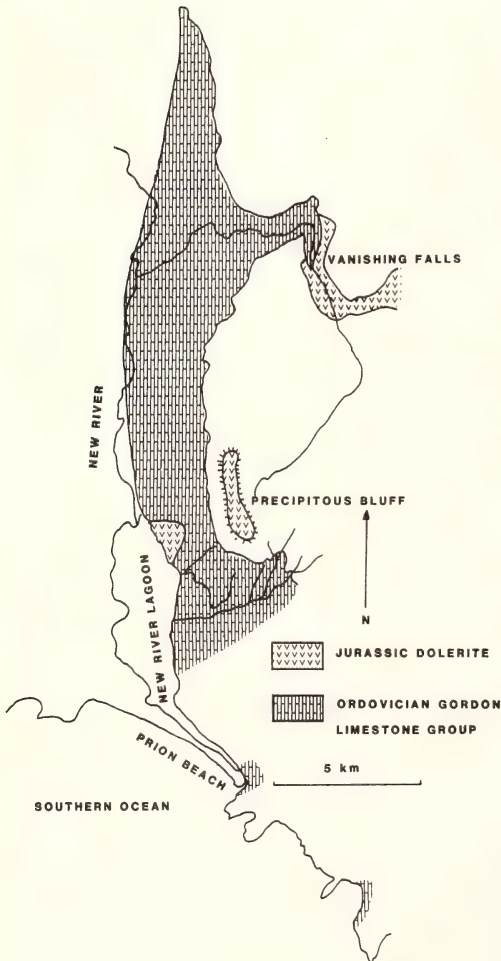 VANISHING FALLS
NEW RIVER
PRECIPITOUS BLUFF
NEW RIVER LAGOON
N
JURASSIC DOLERITE
ORDOVICIAN GORDON
LIMESTONE GROUP
PRION BEACH
5 km
SOUTHERN OCEAN